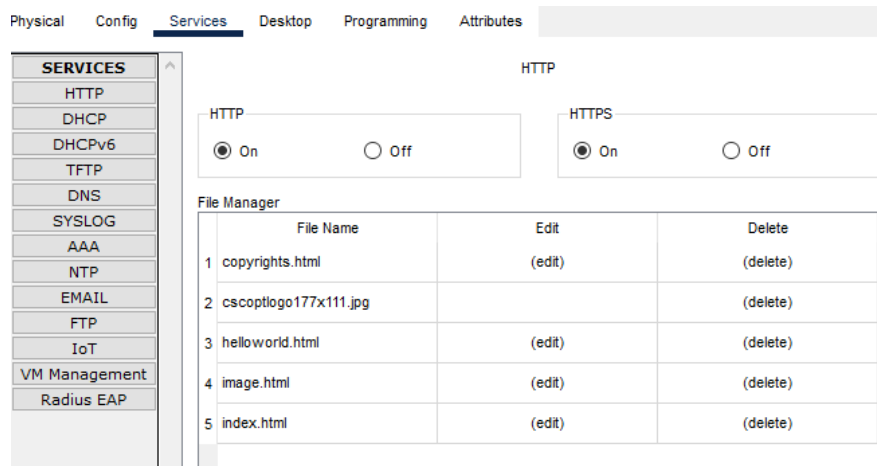 Physical Config Services Desktop Programming Attributes
SERVICES
HTTP
DHCP
DHCPv6
TFTP
DNS
SYSLOG
AAA
NTP
EMAIL
FTP
IoT
VM Management
Radius EAP
HTTP
HTTP
On Off
HTTPS
On Off
File Manager
File Name Edit Delete
1 copyrights.html (edit) (delete)
2 cscoptlogo177x111.jpg (delete)
3 helloworld.html (edit) (delete)
4 image.html (edit) (delete)
5 index.html (edit) (delete)